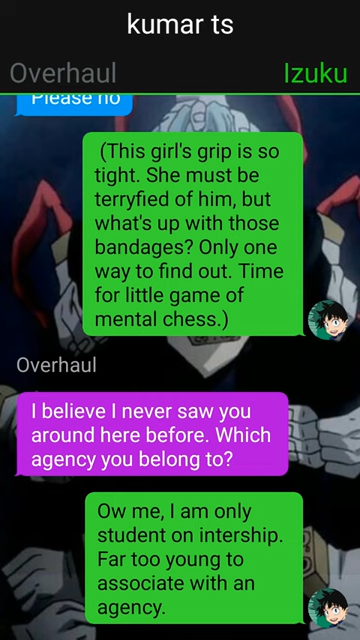 kumar ts
Overhaul
Izuku
Please no
(This girl's grip is so
tight. She must be
terryfied of him, but
what's up with those
bandages? Only one
way to find out. Time
for little game of
mental chess.)
Overhaul
I believe I never saw you
around here before. Which
agency you belong to?
Ow me, I am only
student on intership.
Far too young to
associate with an
agency.